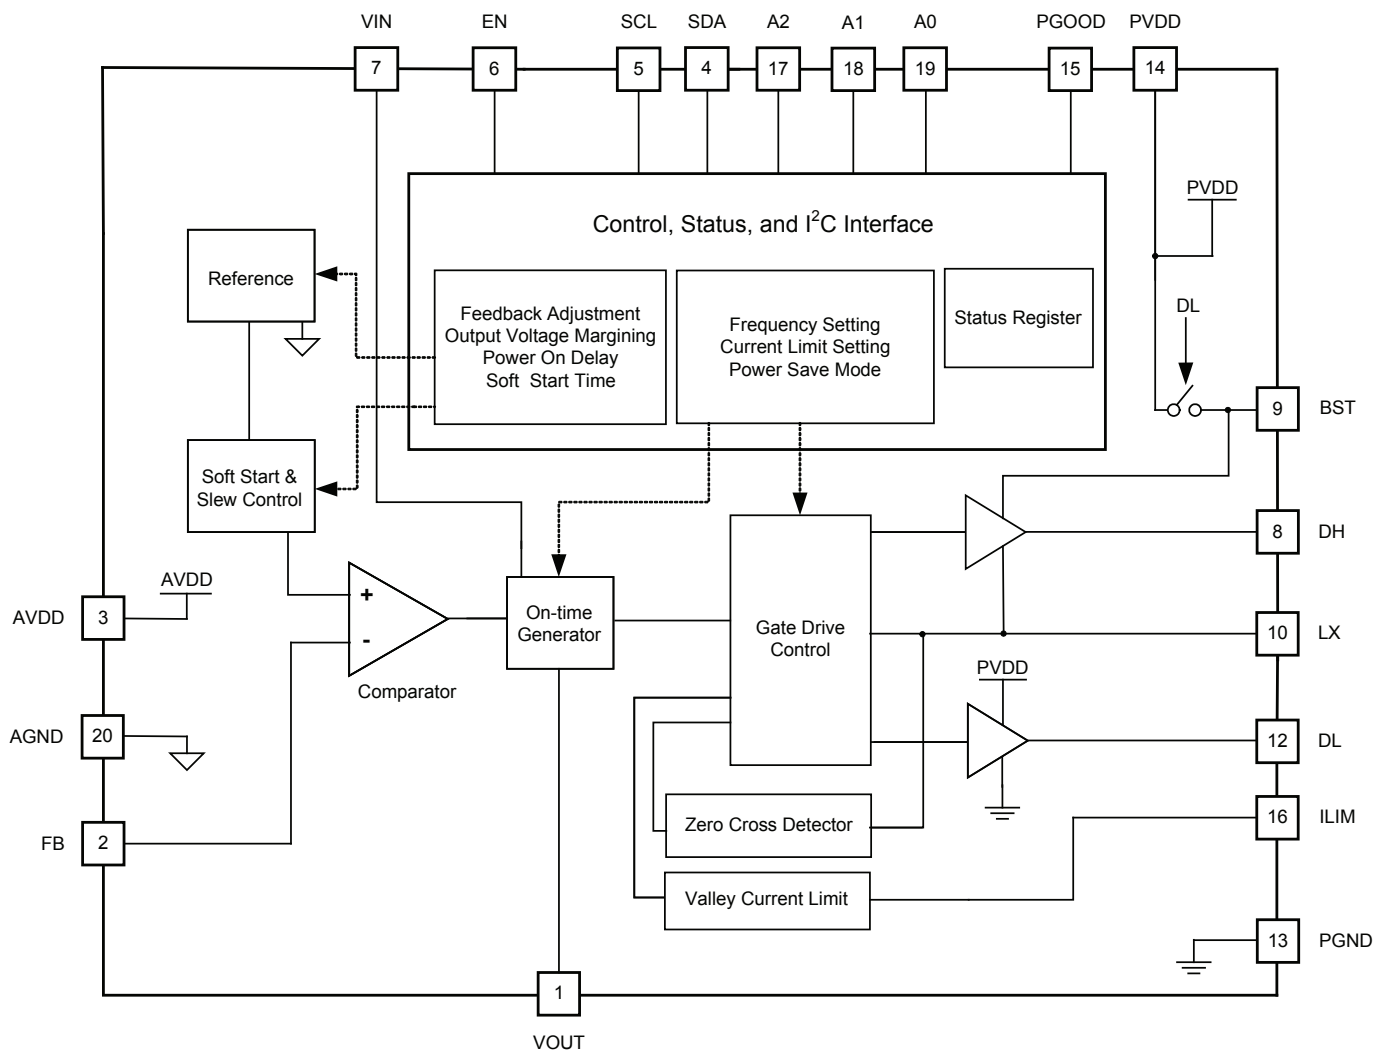 VIN EN SCL SDA A2 A1 A0 PGOOD PVDD
7 6 5 4 17 18 19 15 14
PVDD
Control, Status, and I²C Interface
Reference
Feedback Adjustment
Output Voltage Margining
Power On Delay
Soft Start Time
Frequency Setting
Current Limit Setting
Power Save Mode
Status Register
DL
9 BST
Soft Start &
Slew Control
8 DH
AVDD
AVDD 3
+
-
Comparator
On-time
Generator
Gate Drive
Control
10 LX
PVDD
AGND 20
12 DL
Zero Cross Detector
16 ILIM
FB 2
Valley Current Limit
13 PGND
1
VOUT